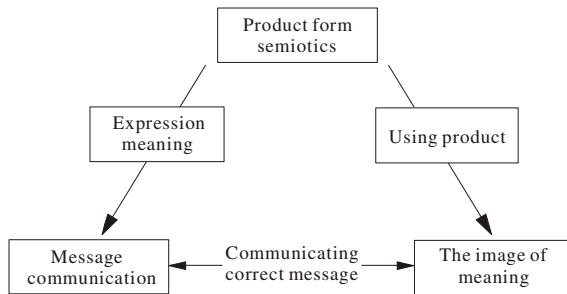 Product form
semiotics
Expression
meaning
Using product
Message
communication
Communicating
correct message
The image of
meaning